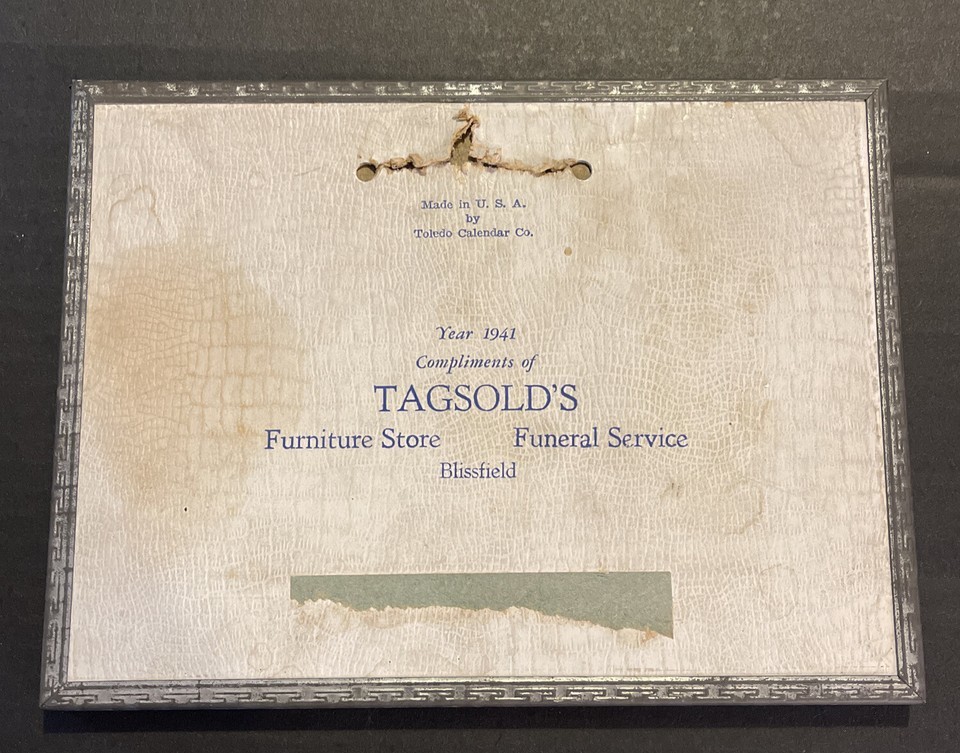 Made in U. S. A.
by
Toledo Calendar Co.
Year 1941
Compliments of
TAGSOLD'S
Furniture Store Funeral Service
Blissfield